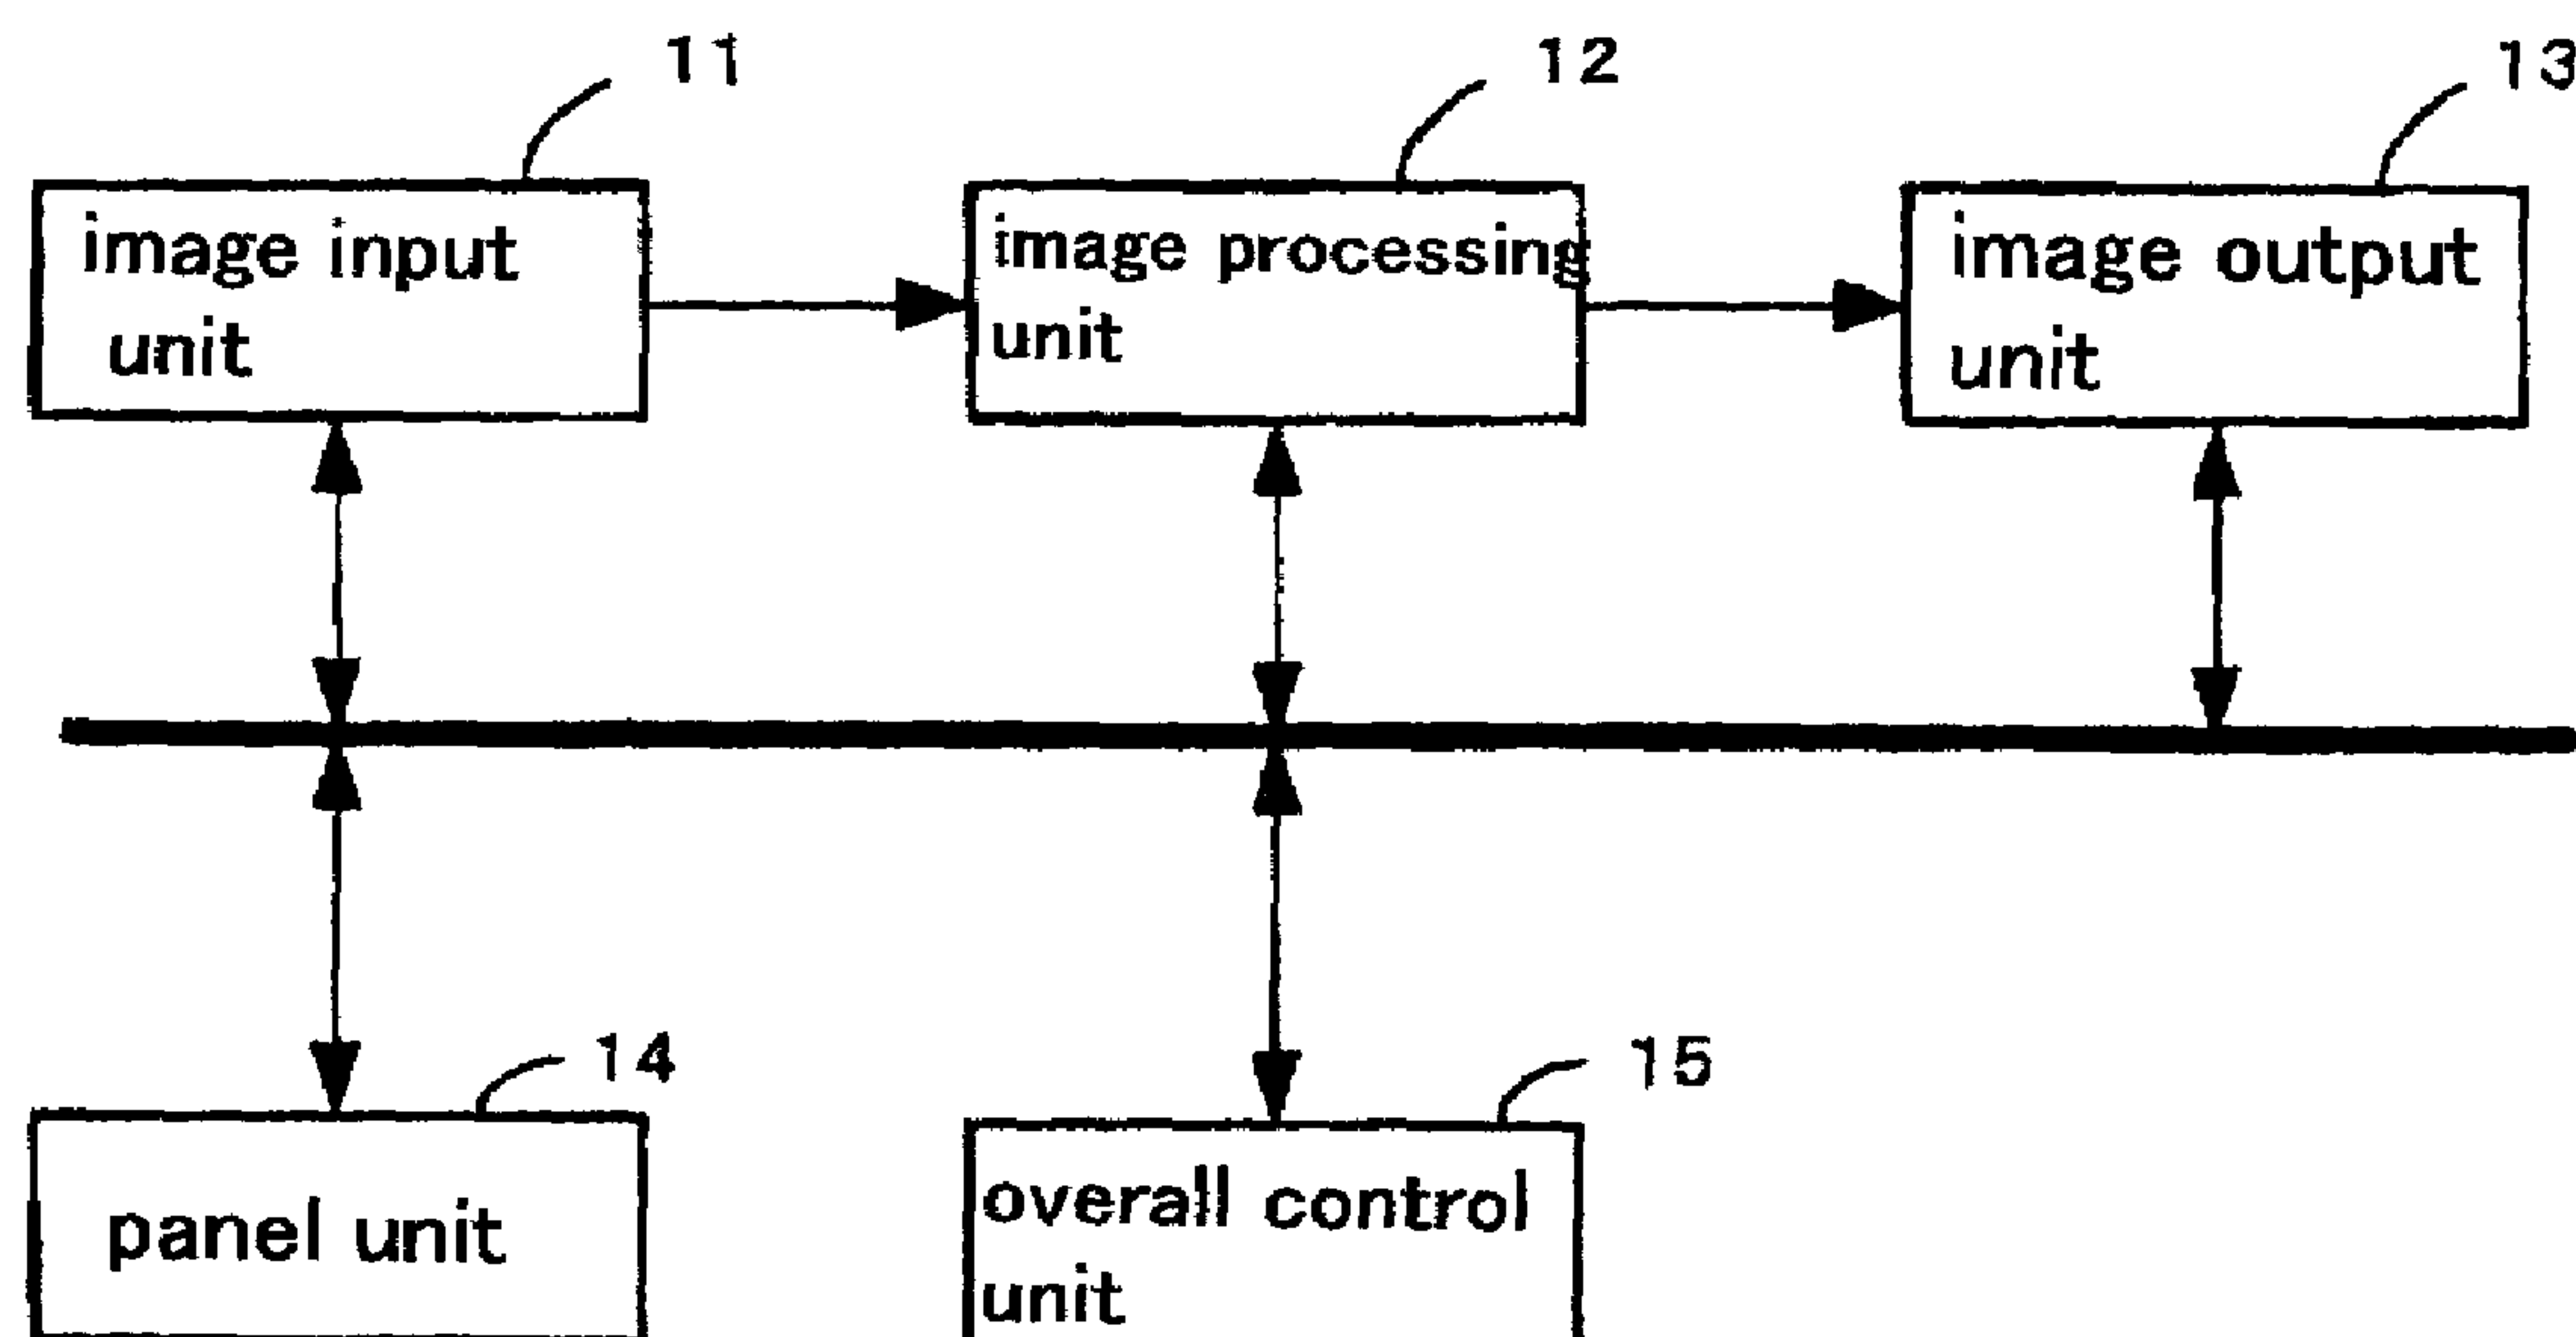 11
12
13
image input
unit
image processing
unit
image output
unit
14
15
panel unit
overall control
unit